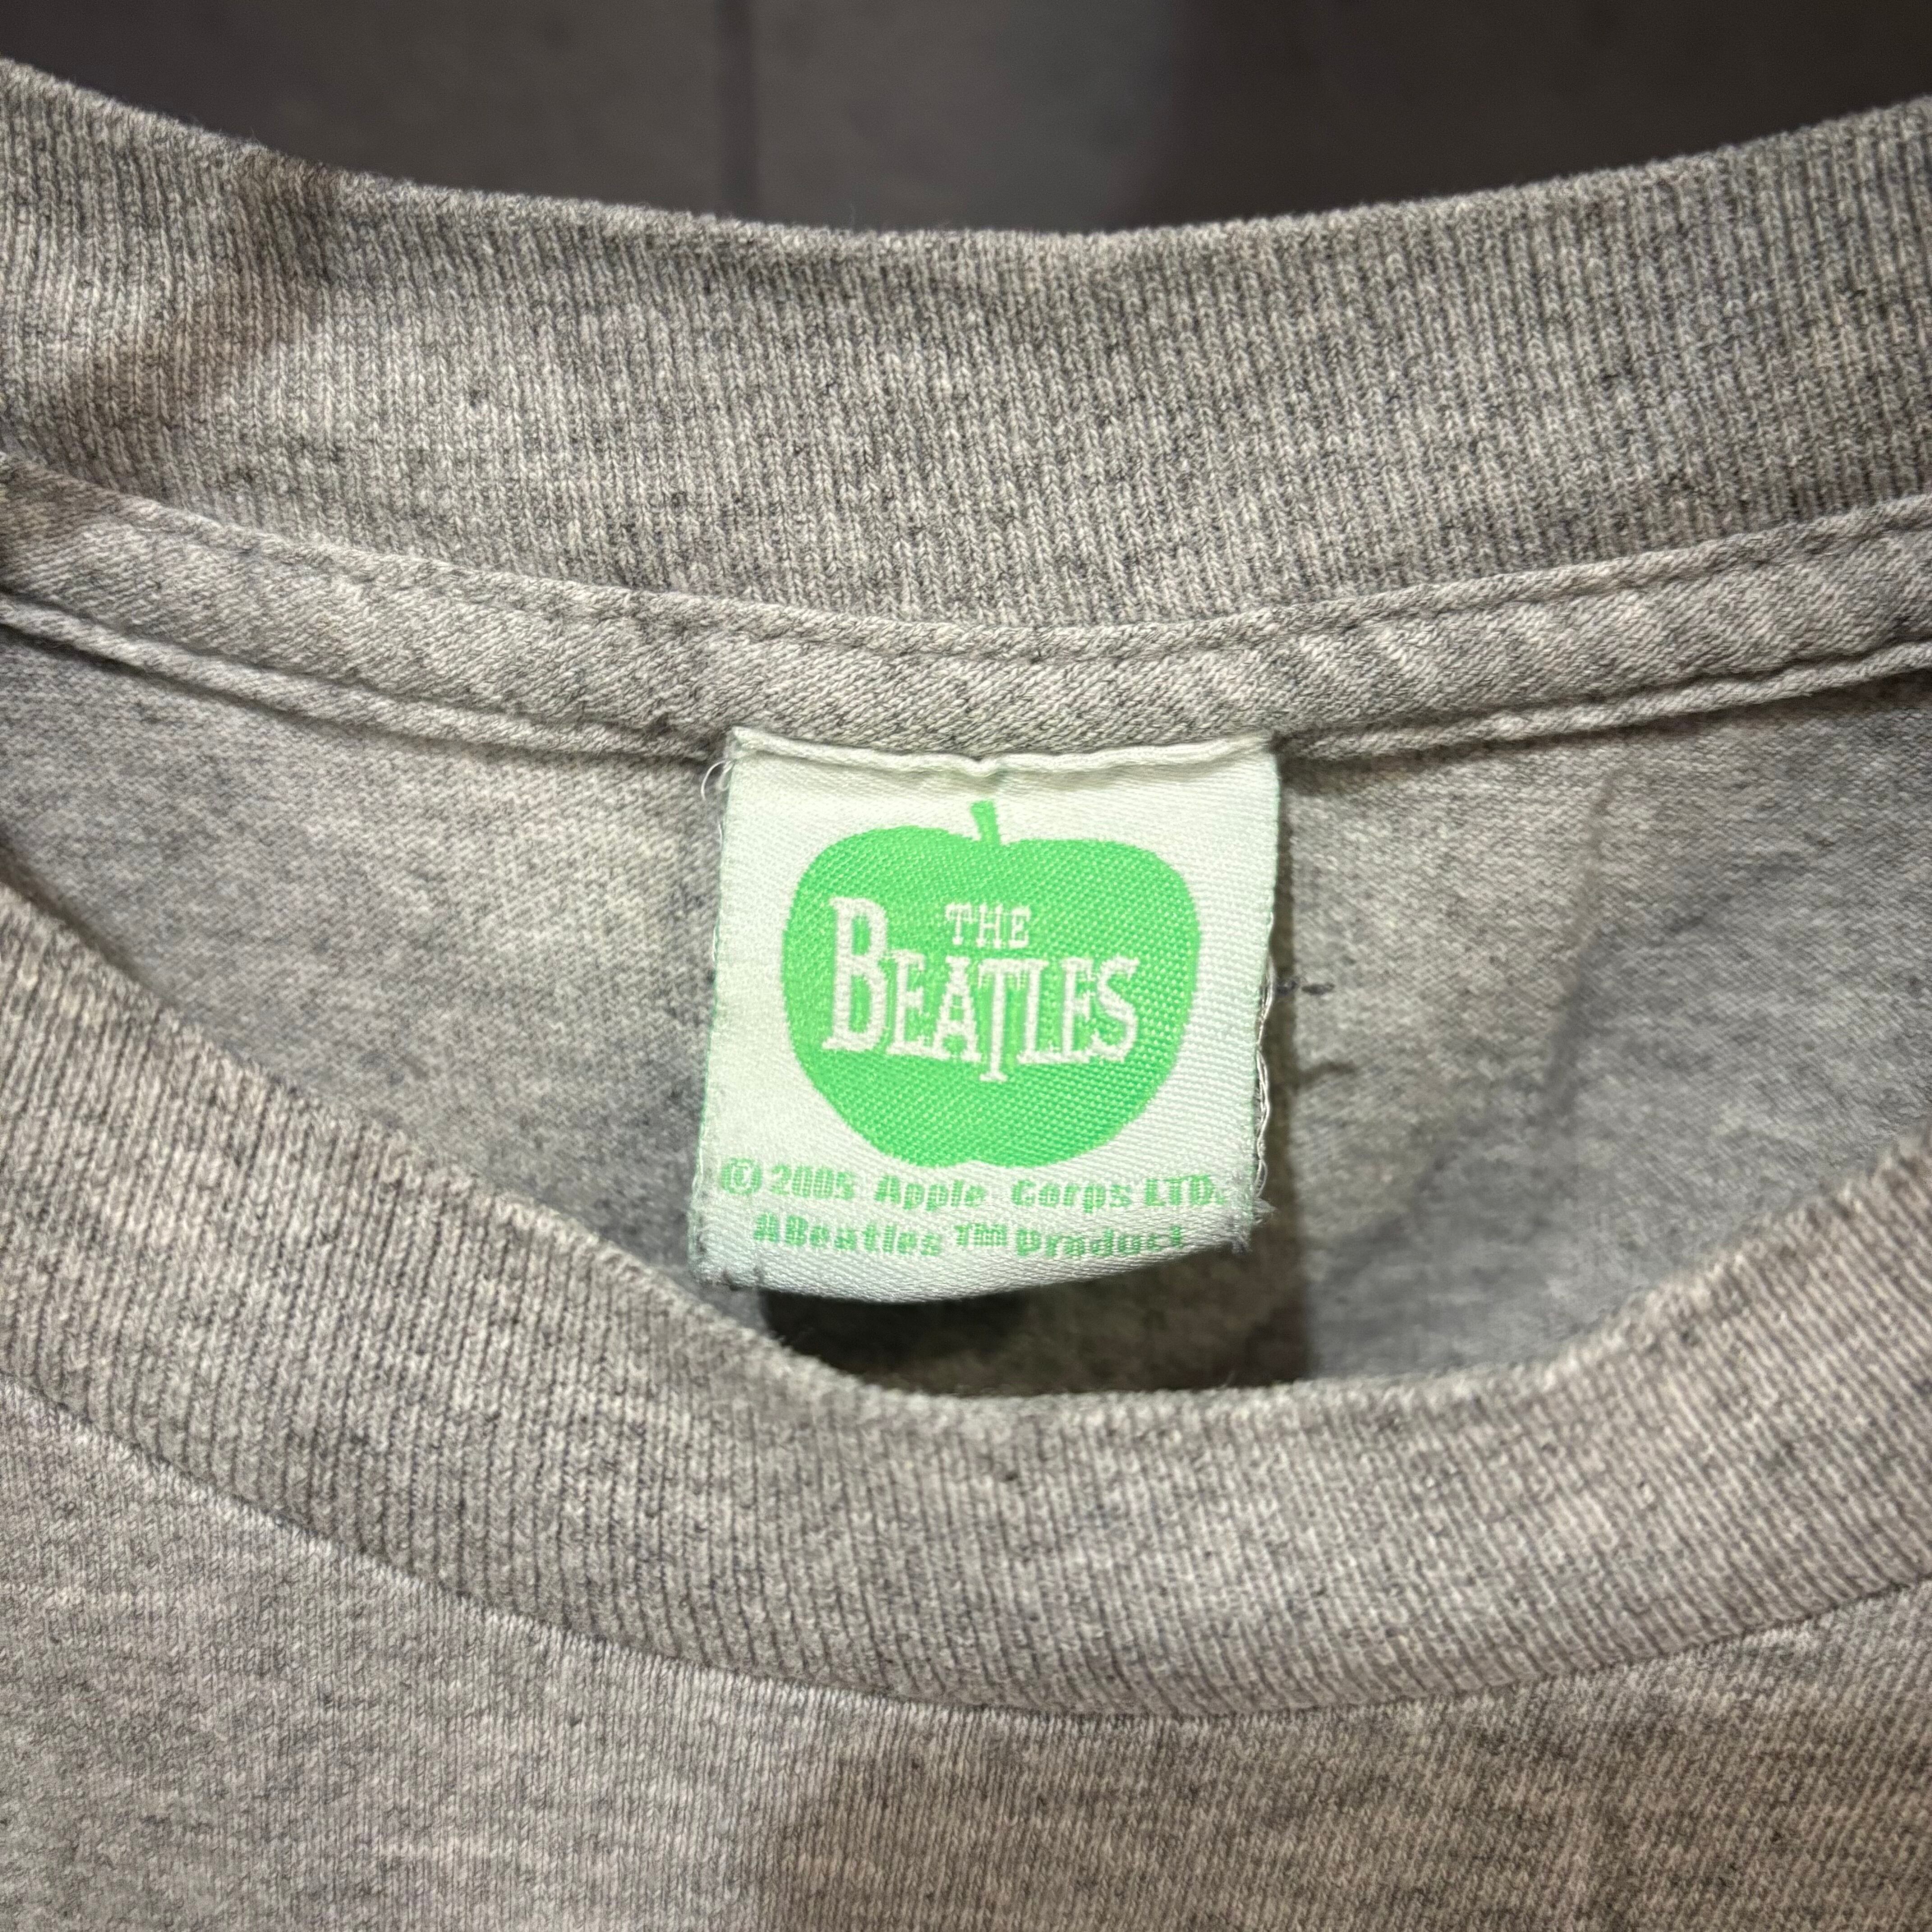 THE
BEATLES
© 2005 Apple Corps LTD.
A Beatles ™ Product